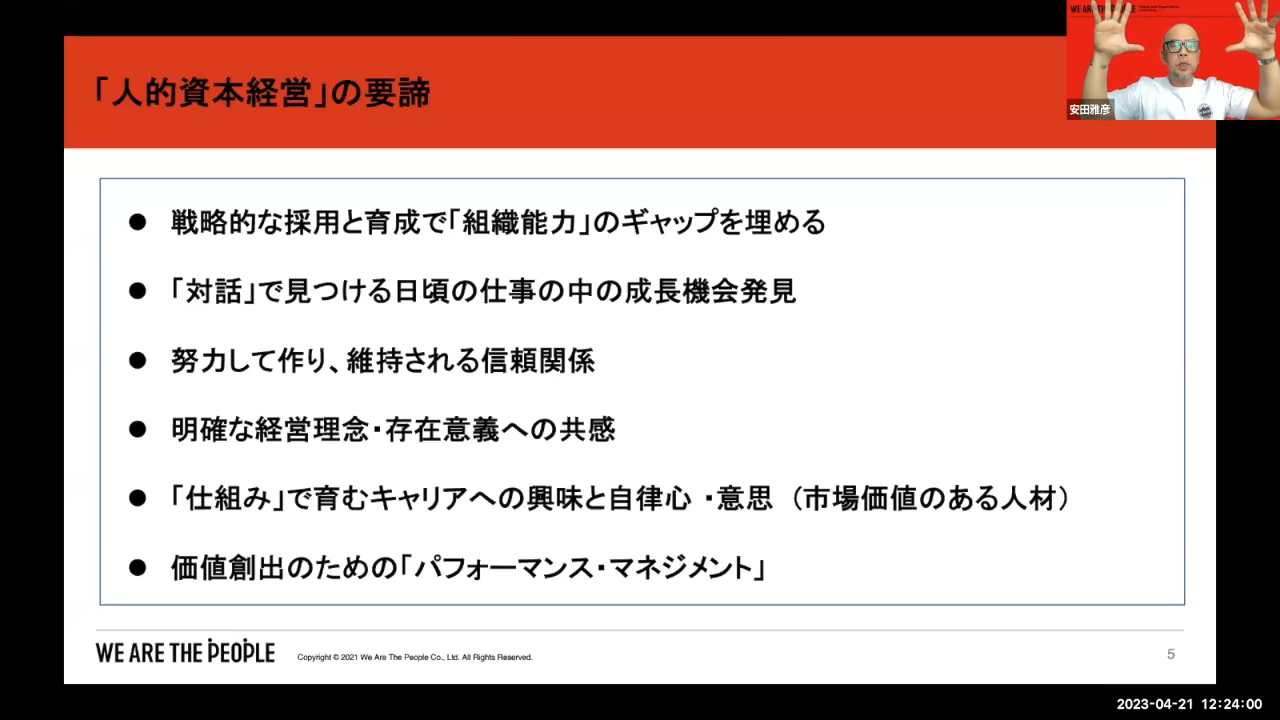 「人的資本経営」の要諦
WE ARE THE PEOPLE
安田雅彦
● 戦略的な採用と育成で「組織能力」のギャップを埋める
● 「対話」で見つける日頃の仕事の中の成長機会発見
● 努力して作り、維持される信頼関係
● 明確な経営理念・存在意義への共感
● 「仕組み」で育むキャリアへの興味と自律心 ・意思 （市場価値のある人材）
● 価値創出のための「パフォーマンス・マネジメント」
WE ARE THE PEOPLE
Copyright © 2021 We Are The People Co., Ltd. All Rights Reserved.
5
2023-04-21 12:24:00